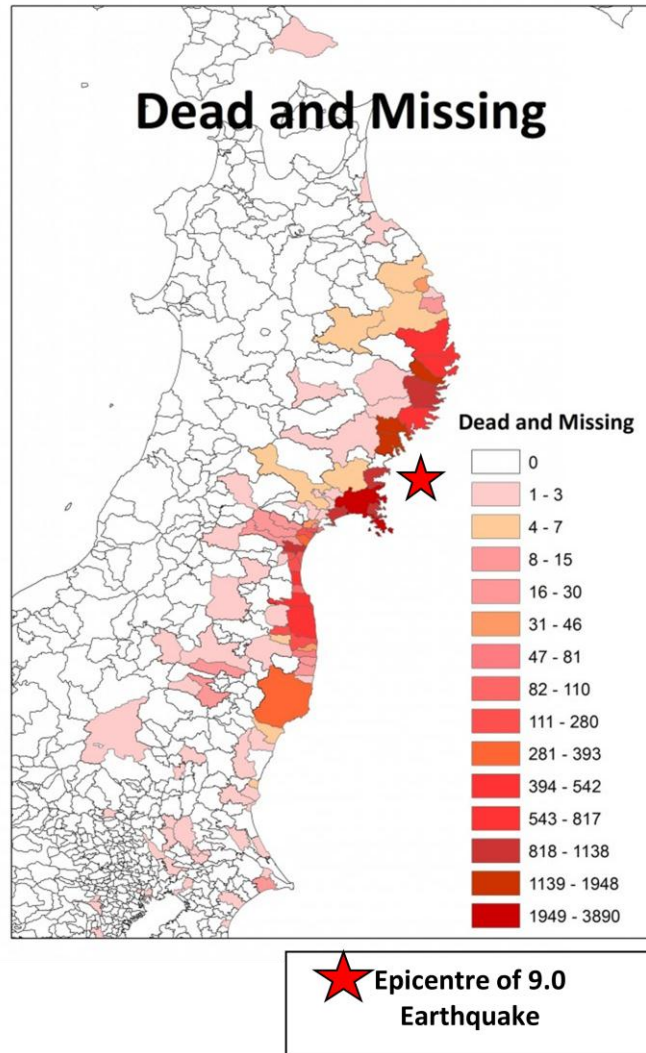 Dead and Missing
Dead and Missing
0
1 - 3
4 - 7
8 - 15
16 - 30
31 - 46
47 - 81
82 - 110
111 - 280
281 - 393
394 - 542
543 - 817
818 - 1138
1139 - 1948
1949 - 3890
Epicentre of 9.0
Earthquake